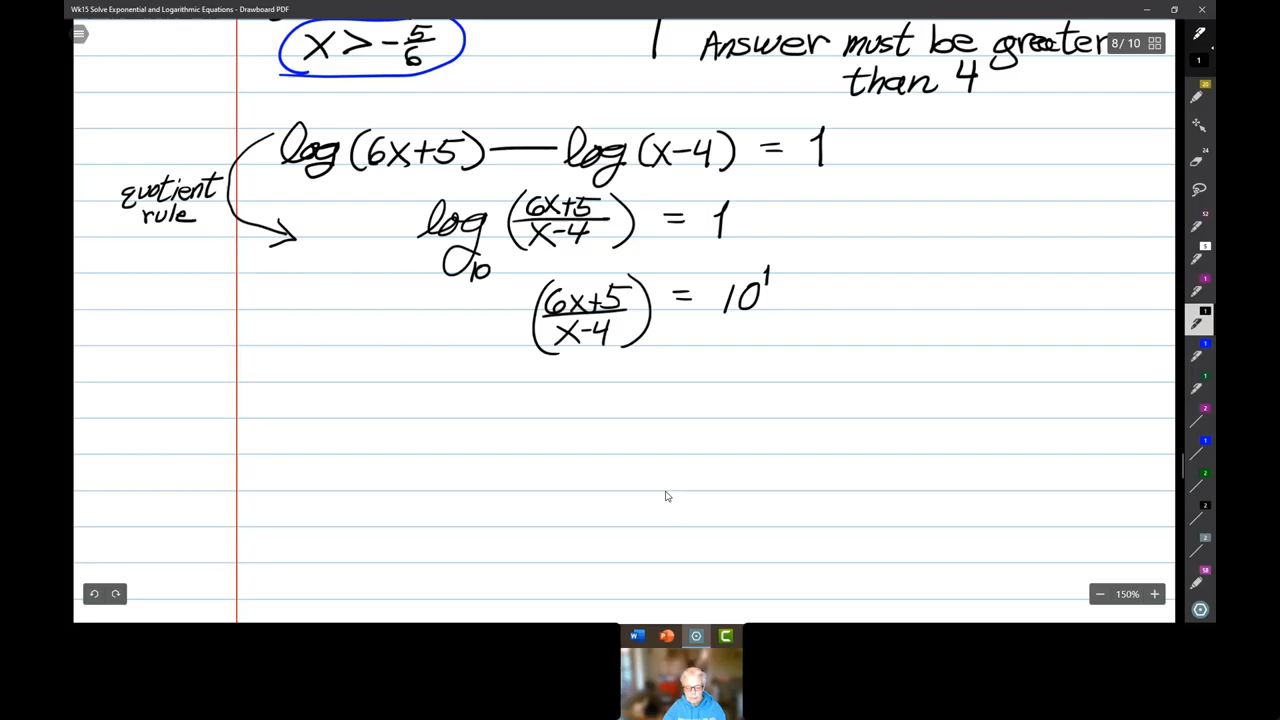 Wk15 Solve Exponential and Logarithmic Equations - Drawboard PDF
x > -5/6
Answer must be greater
than 4
8 / 10
log(6x+5) — log(x-4) = 1
quotient
rule
log₁₀((6x+5)/(x-4)) = 1
((6x+5)/(x-4)) = 10¹
150%